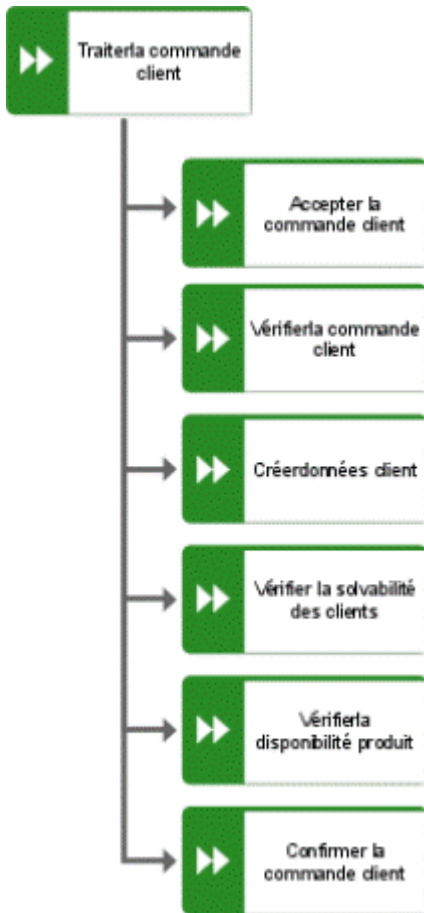 Traiterla commande
client
Accepter la
commande client
Vérifierla commande
client
Créerdonnées client
Vérifier la solvabilité
des clients
Vérifierla
disponibilité produit
Confirmer la
commande client